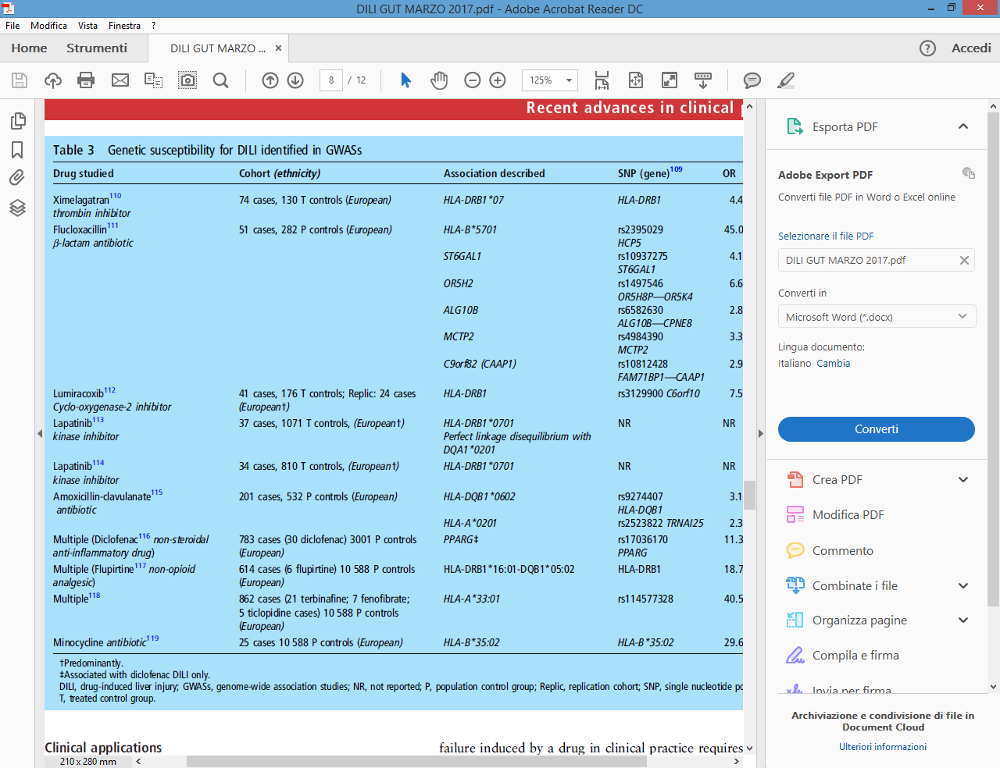 DILI GUT MARZO 2017.pdf - Adobe Acrobat Reader DC
File Modifica Vista Finestra ?
Home Strumenti DILI GUT MARZO ... × ? Accedi
8 / 12 125%
Recent advances in clinical
Table 3 Genetic susceptibility for DILI identified in GWASs
Drug studied Cohort (ethnicity) Association described SNP (gene)109 OR
Ximelagatran110 74 cases, 130 T controls (European) HLA-DRB1*07 HLA-DRB1 4.4
thrombin inhibitor
Flucloxacillin111 51 cases, 282 P controls (European) HLA-B*5701 rs2395029 45.0
β-lactam antibiotic HCP5
ST6GAL1 rs10937275 4.1
ST6GAL1
OR5H2 rs1497546 6.6
OR5H8P—OR5K4
ALG10B rs6582630 2.8
ALG10B—CPNE8
MCTP2 rs4984390 3.3
MCTP2
C9orf82 (CAAP1) rs10812428 2.9
FAM71BP1—CAAP1
Lumiracoxib112 41 cases, 176 T controls; Replic: 24 cases HLA-DRB1 rs3129900 C6orf10 7.5
Cyclo-oxygenase-2 inhibitor (European†)
Lapatinib113 37 cases, 1071 T controls, (European†) HLA-DRB1*0701 NR NR
kinase inhibitor Perfect linkage disequilibrium with
DQA1*0201
Lapatinib114 34 cases, 810 T controls, (European†) HLA-DRB1*0701 NR NR
kinase inhibitor
Amoxicillin-clavulanate115 201 cases, 532 P controls (European) HLA-DQB1*0602 rs9274407 3.1
antibiotic HLA-DQB1
HLA-A*0201 rs2523822 TRNAI25 2.3
Multiple (Diclofenac116 non-steroidal 783 cases (30 diclofenac) 3001 P controls PPARG‡ rs17036170 11.3
anti-inflammatory drug) (European) PPARG
Multiple (Flupirtine117 non-opioid 614 cases (6 flupirtine) 10 588 P controls HLA-DRB1*16:01-DQB1*05:02 HLA-DRB1 18.7
analgesic) (European)
Multiple118 862 cases (21 terbinafine; 7 fenofibrate; HLA-A*33:01 rs114577328 40.5
5 ticlopidine cases) 10 588 P controls
(European)
Minocycline antibiotic119 25 cases 10 588 P controls (European) HLA-B*35:02 HLA-B*35:02 29.6
†Predominantly.
‡Associated with diclofenac DILI only.
DILI, drug-induced liver injury; GWASs, genome-wide association studies; NR, not reported; P, population control group; Replic, replication cohort; SNP, single nucleotide po
T, treated control group.
Clinical applications
failure induced by a drug in clinical practice requires
210 x 280 mm
Esporta PDF
Adobe Export PDF
Converti file PDF in Word o Excel online
Selezionare il file PDF
DILI GUT MARZO 2017.pdf
Converti in
Microsoft Word (*.docx)
Lingua documento:
Italiano Cambia
Converti
Crea PDF
Modifica PDF
Commento
Combinate i file
Organizza pagine
Compila e firma
Invia per firma
Archiviazione e condivisione di file in
Document Cloud
Ulteriori informazioni